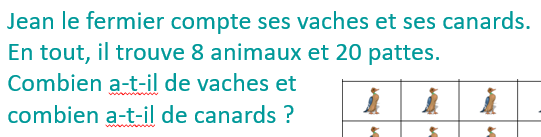 Jean le fermier compte ses vaches et ses canards.
En tout, il trouve 8 animaux et 20 pattes.
Combien a-t-il de vaches et
combien a-t-il de canards ?